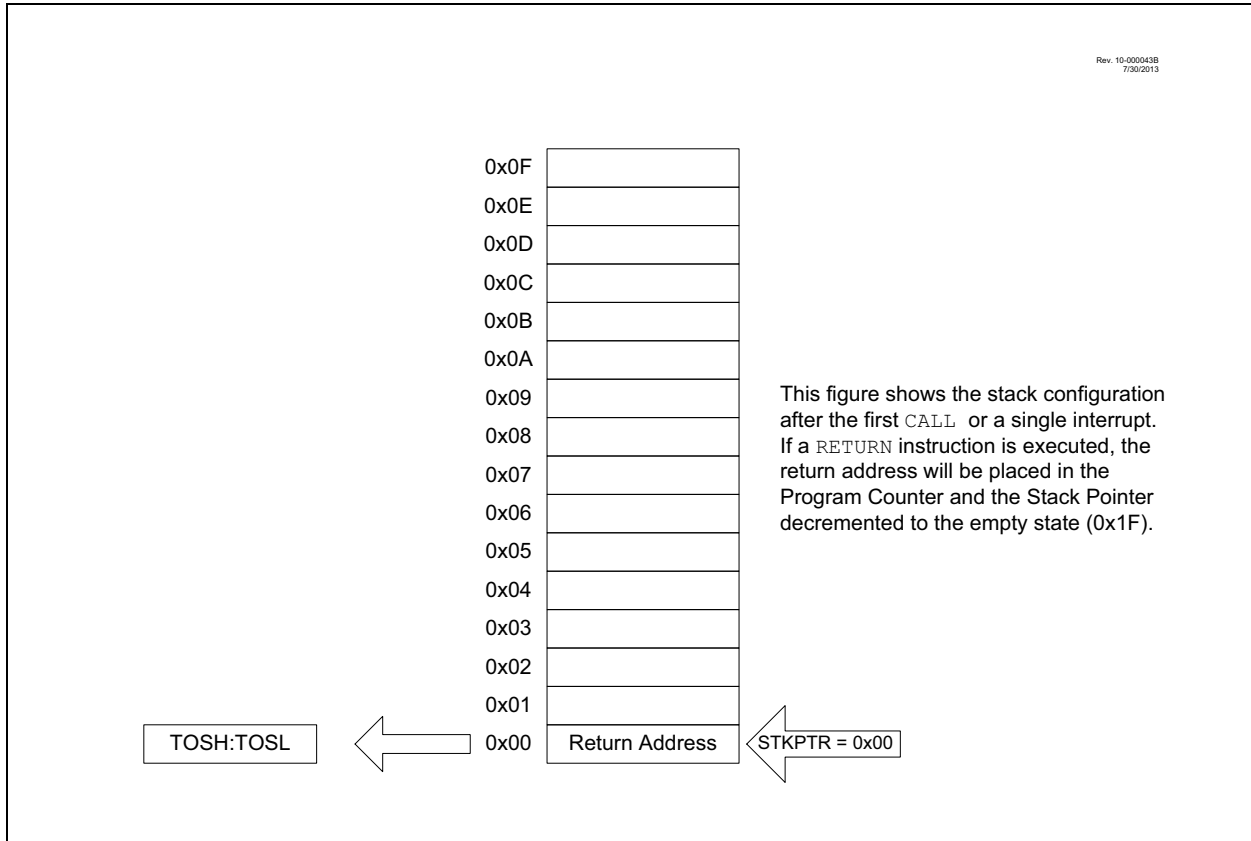 Rev. 10-000043B
7/30/2013
0x0F
0x0E
0x0D
0x0C
0x0B
0x0A
0x09
0x08
0x07
0x06
0x05
0x04
0x03
0x02
0x01
0x00
This figure shows the stack configuration
after the first CALL or a single interrupt.
If a RETURN instruction is executed, the
return address will be placed in the
Program Counter and the Stack Pointer
decremented to the empty state (0x1F).
TOSH:TOSL
Return Address
STKPTR = 0x00